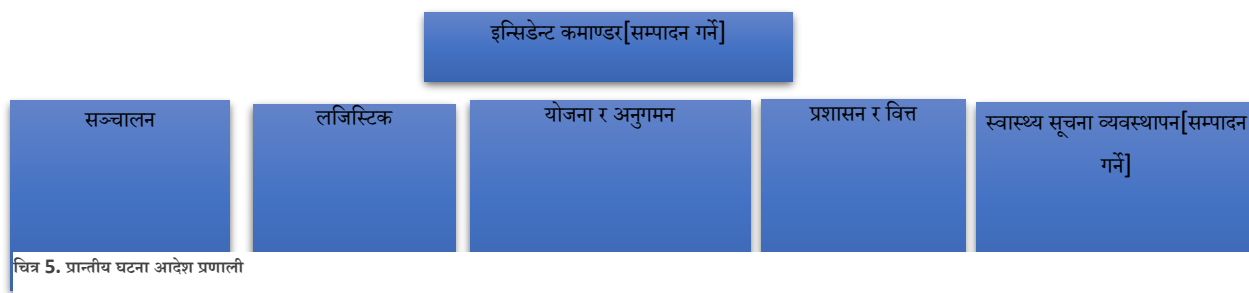 इन्सिडेन्ट कमाण्डर[सम्पादन गर्ने]
सञ्चालन
लजिस्टिक
योजना र अनुगमन
प्रशासन र वित्त
स्वास्थ्य सूचना व्यवस्थापन[सम्पादन
गर्ने]
चित्र 5. प्रान्तीय घटना आदेश प्रणाली